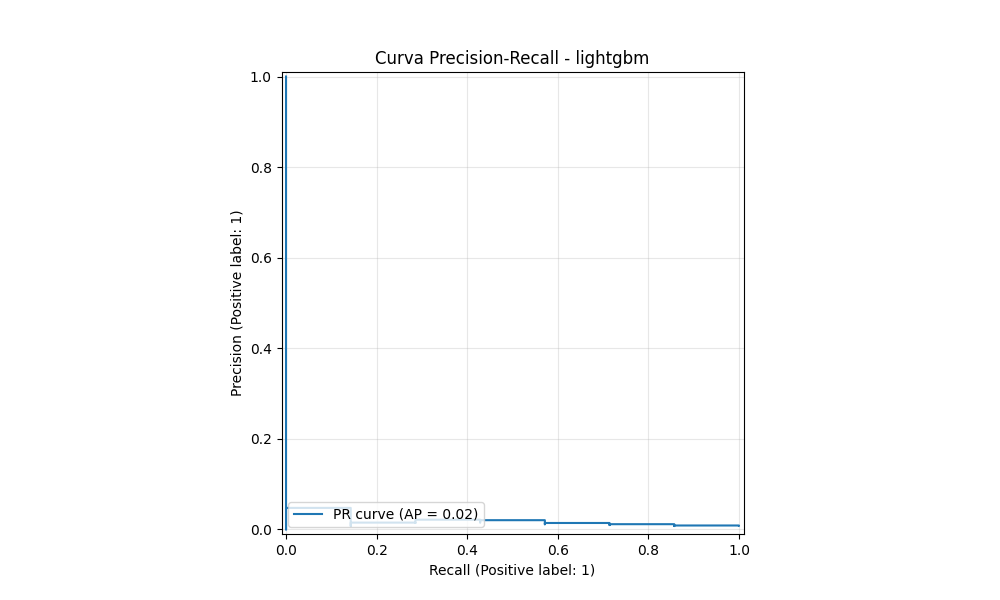 Curva Precision-Recall - lightgbm
1.0
0.8
0.6
0.4
0.2
0.0
Precision (Positive label: 1)
PR curve (AP = 0.02)
0.0 0.2 0.4 0.6 0.8 1.0
Recall (Positive label: 1)